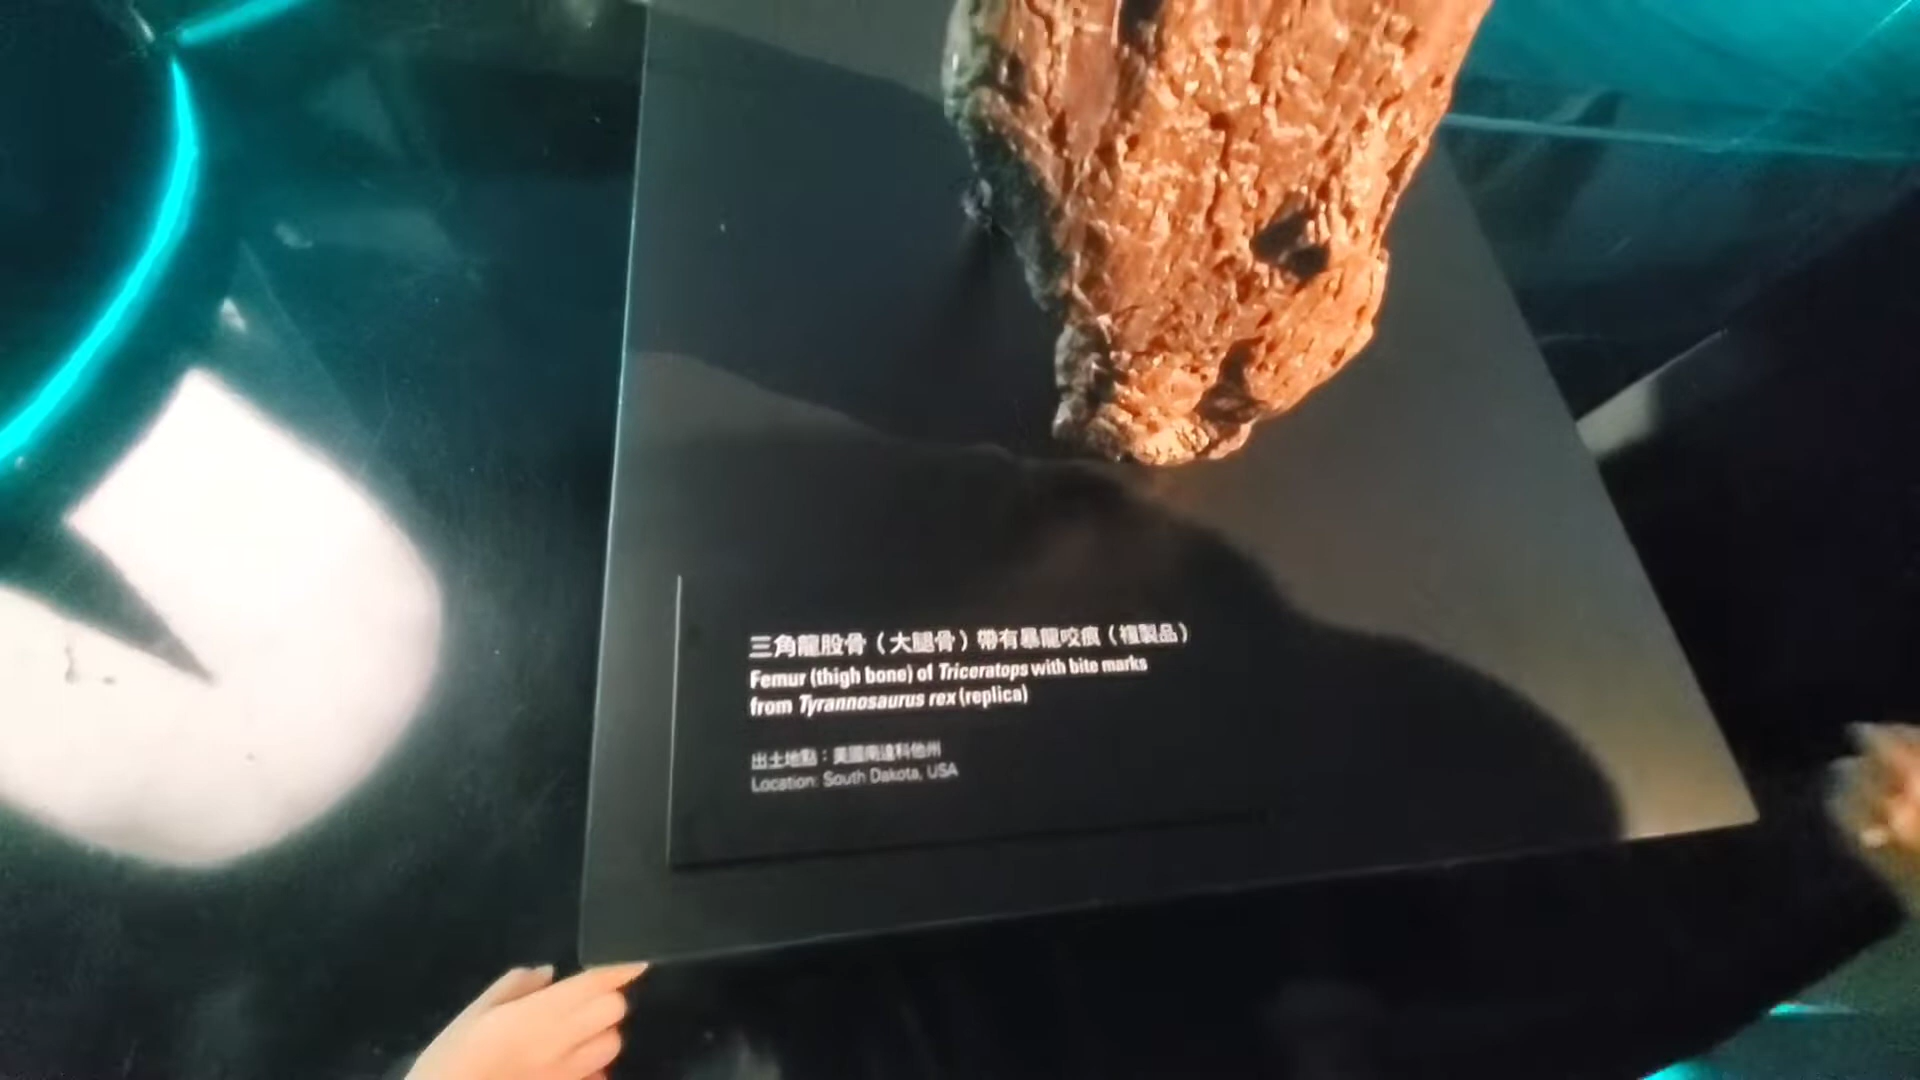 三角龍股骨（大腿骨）帶有暴龍咬痕（複製品）
Femur (thigh bone) of Triceratops with bite marks
from Tyrannosaurus rex (replica)
出土地點：美國南達科他州
Location: South Dakota, USA